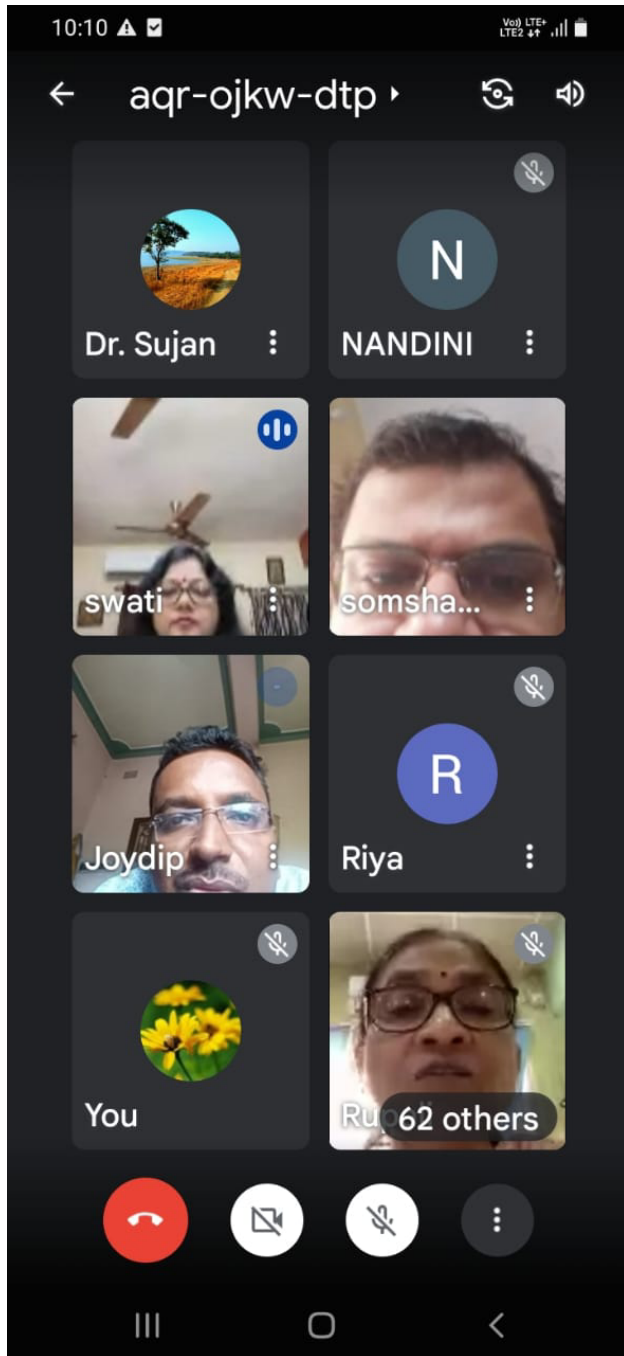 10:10
Vo)) LTE+
LTE2
aqr-ojkw-dtp
Dr. Sujan
N
NANDINI
swati
somsha...
Joydip
R
Riya
You
62 others